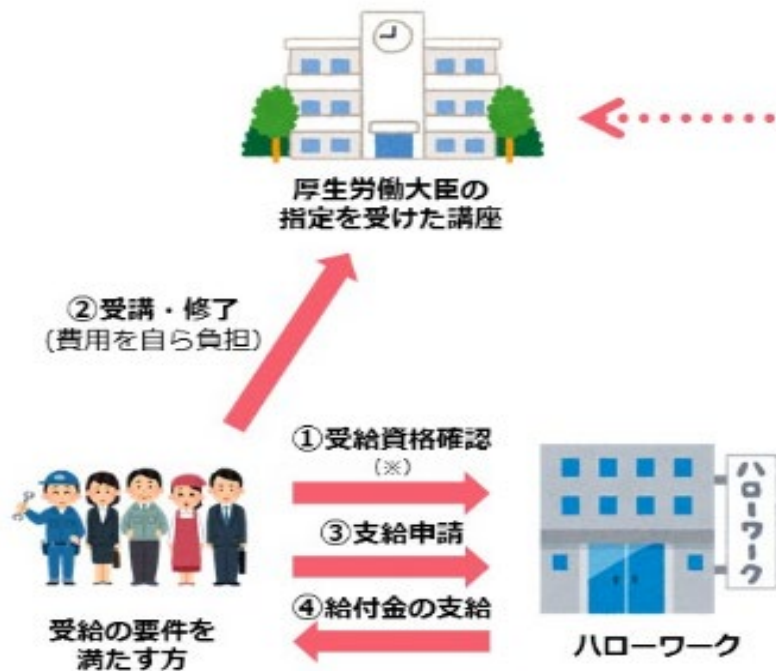 厚生労働大臣の
指定を受けた講座
②受講・修了
(費用を自ら負担)
①受給資格確認
(※)
③支給申請
④給付金の支給
受給の要件を
満たす方
ハローワーク
ハローワーク